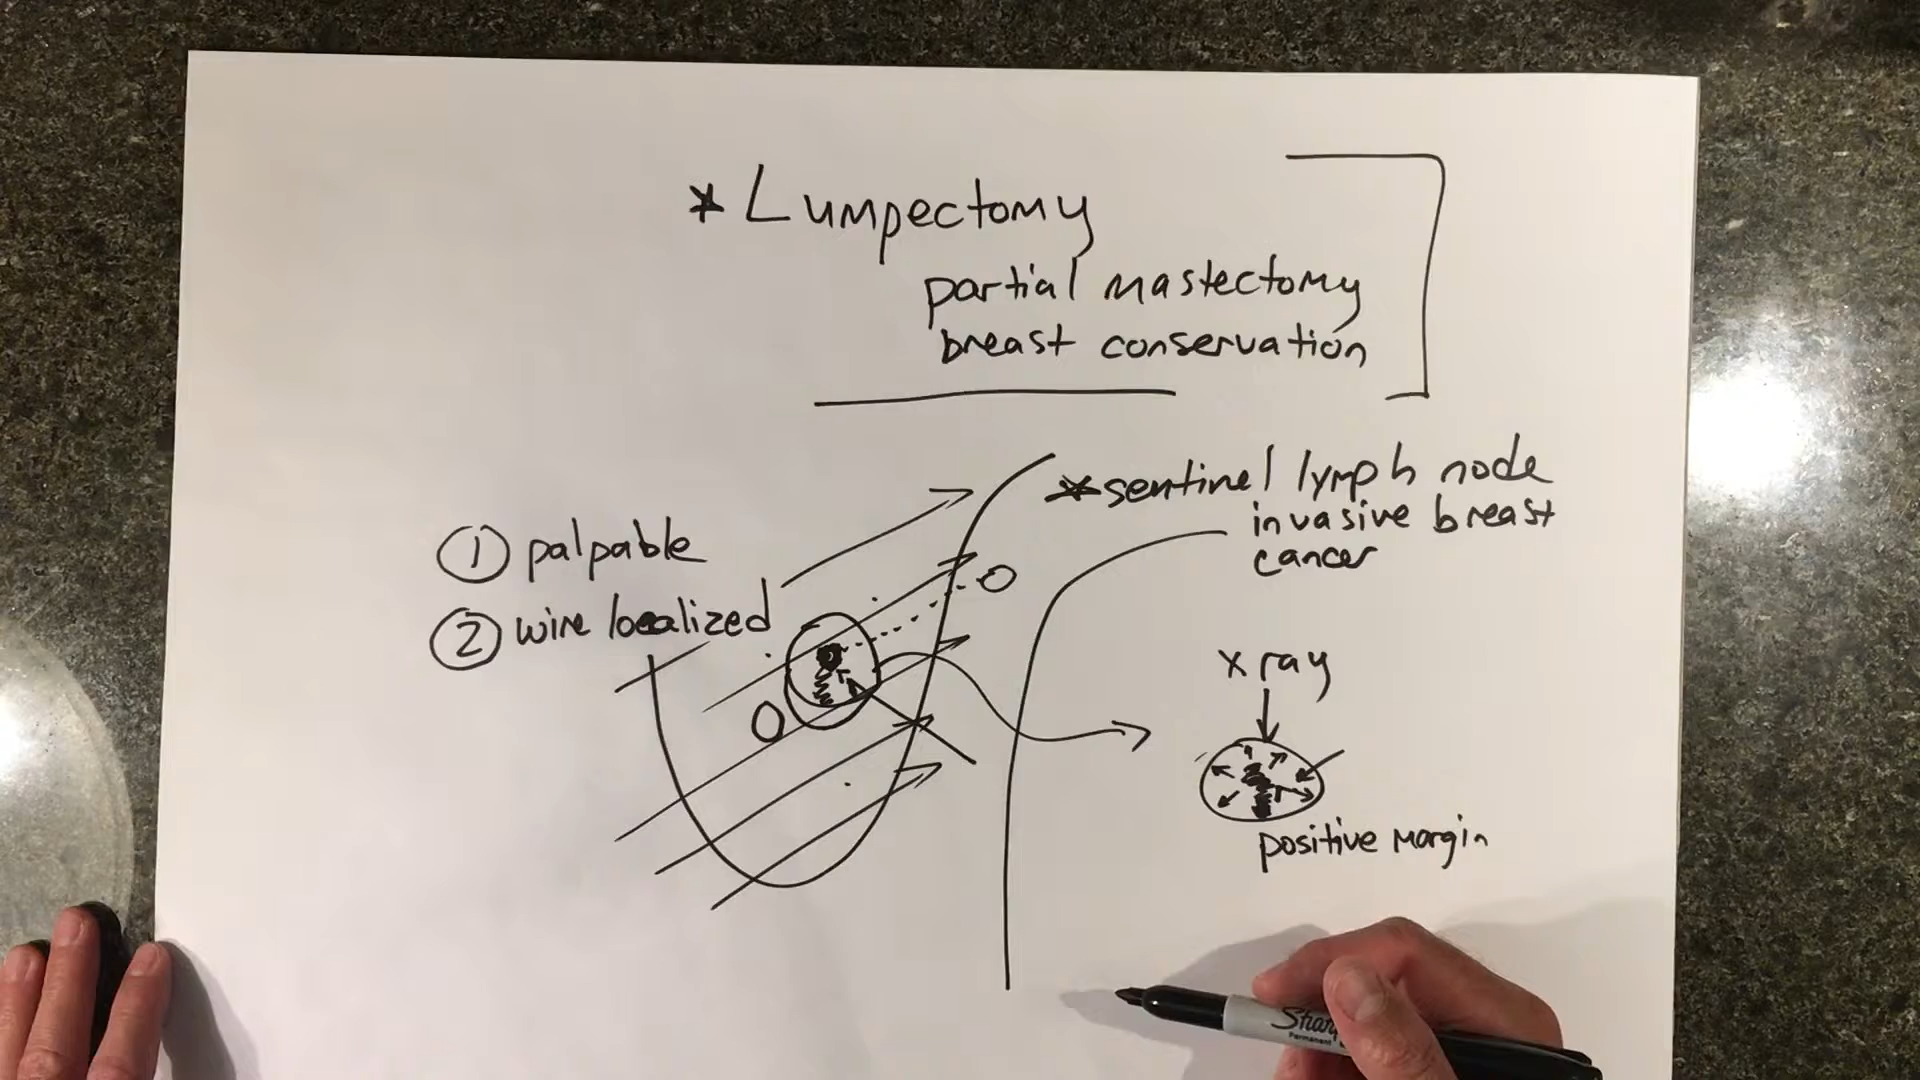 * Lumpectomy
partial mastectomy
breast conservation
* sentinel lymph node
invasive breast
cancer
① palpable
② wire localized
x ray
positive margin
Permanent